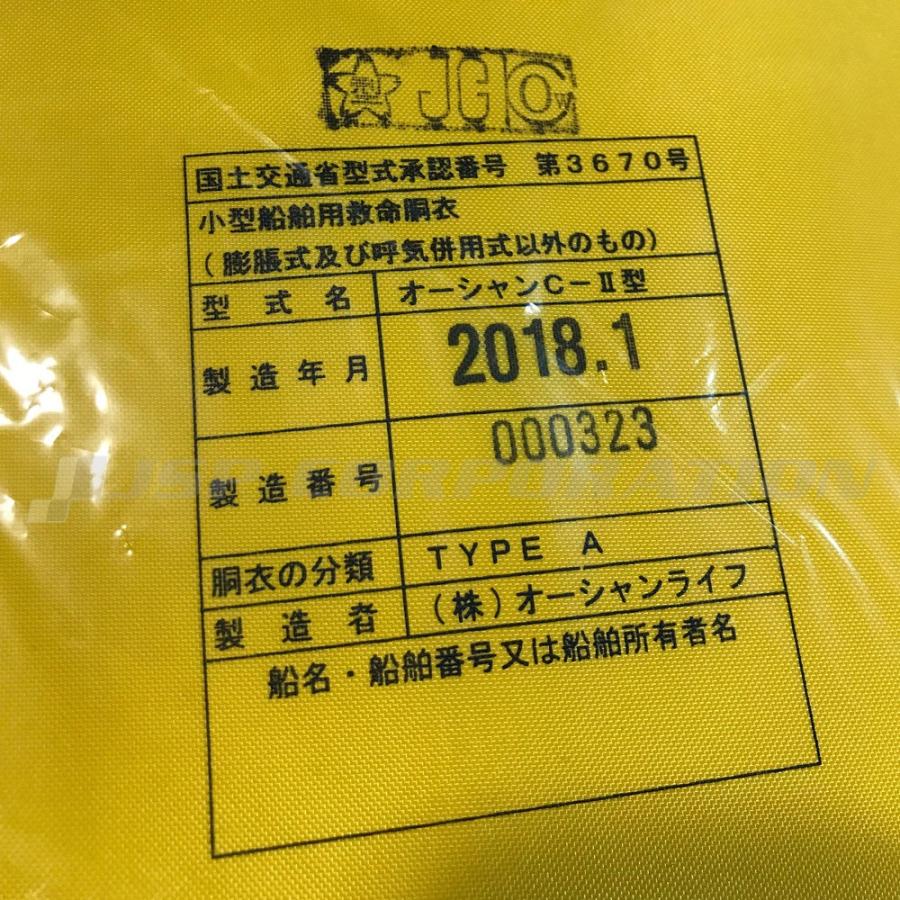 型 JCI
国土交通省型式承認番号 第3670号
小型船舶用救命胴衣
(膨脹式及び呼気併用式以外のもの)
型式名 オーシャンC-Ⅱ型
製造年月 2018.1
製造番号 000323
胴衣の分類 TYPE A
製造者 (株)オーシャンライフ
船名・船舶番号又は船舶所有者名
JUSO CORPORATION